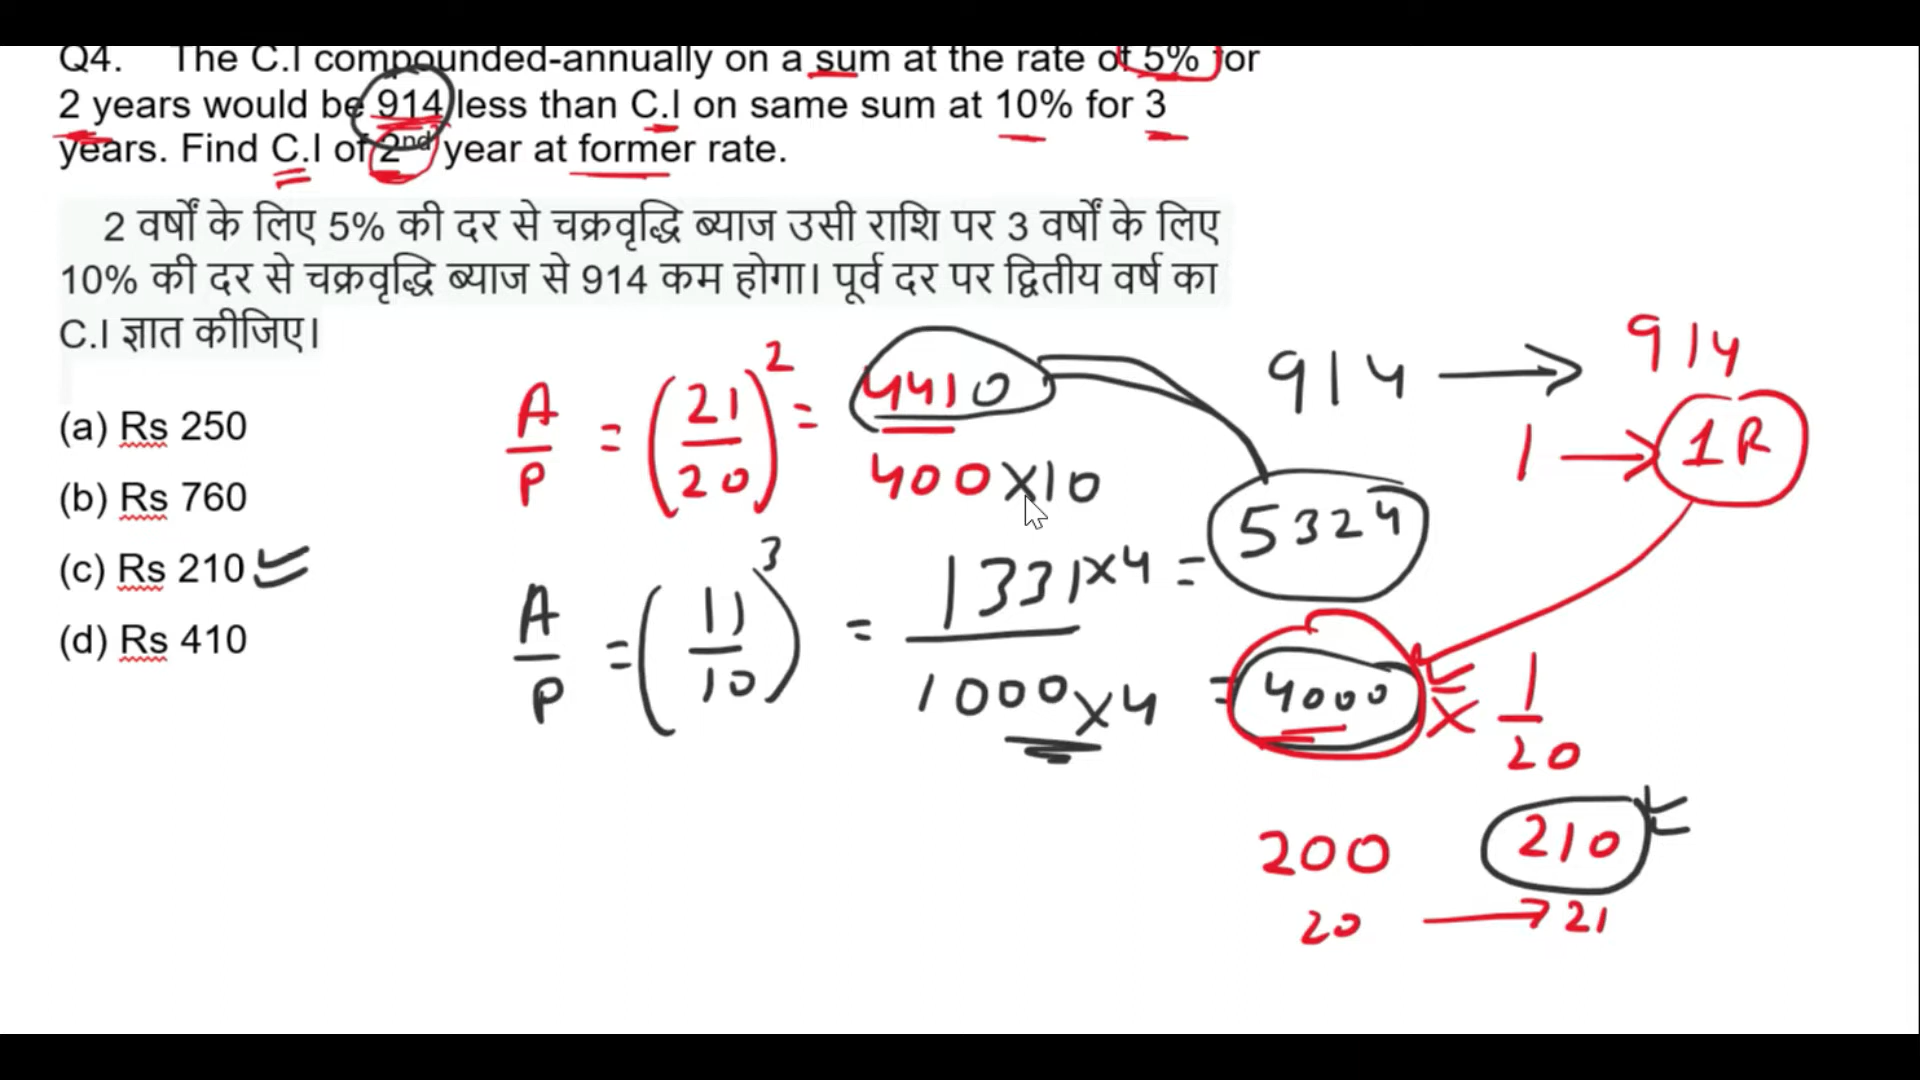 Q4. The C.I compounded-annually on a sum at the rate of 5% for
2 years would be 914 less than C.I on same sum at 10% for 3
years. Find C.I of 2nd year at former rate.
2 वर्षों के लिए 5% की दर से चक्रवृद्धि ब्याज उसी राशि पर 3 वर्षों के लिए
10% की दर से चक्रवृद्धि ब्याज से 914 कम होगा। पूर्व दर पर द्वितीय वर्ष का
C.I ज्ञात कीजिए।
(a) Rs 250
(b) Rs 760
(c) Rs 210
(d) Rs 410
A/P = (21/20)^2 = 4410/400×10
914 → 914
1 → 1R
A/P = (11/10)^3 = 1331×4/1000×4 = 5324
= 4000 × 1/20
200 210
20 → 21